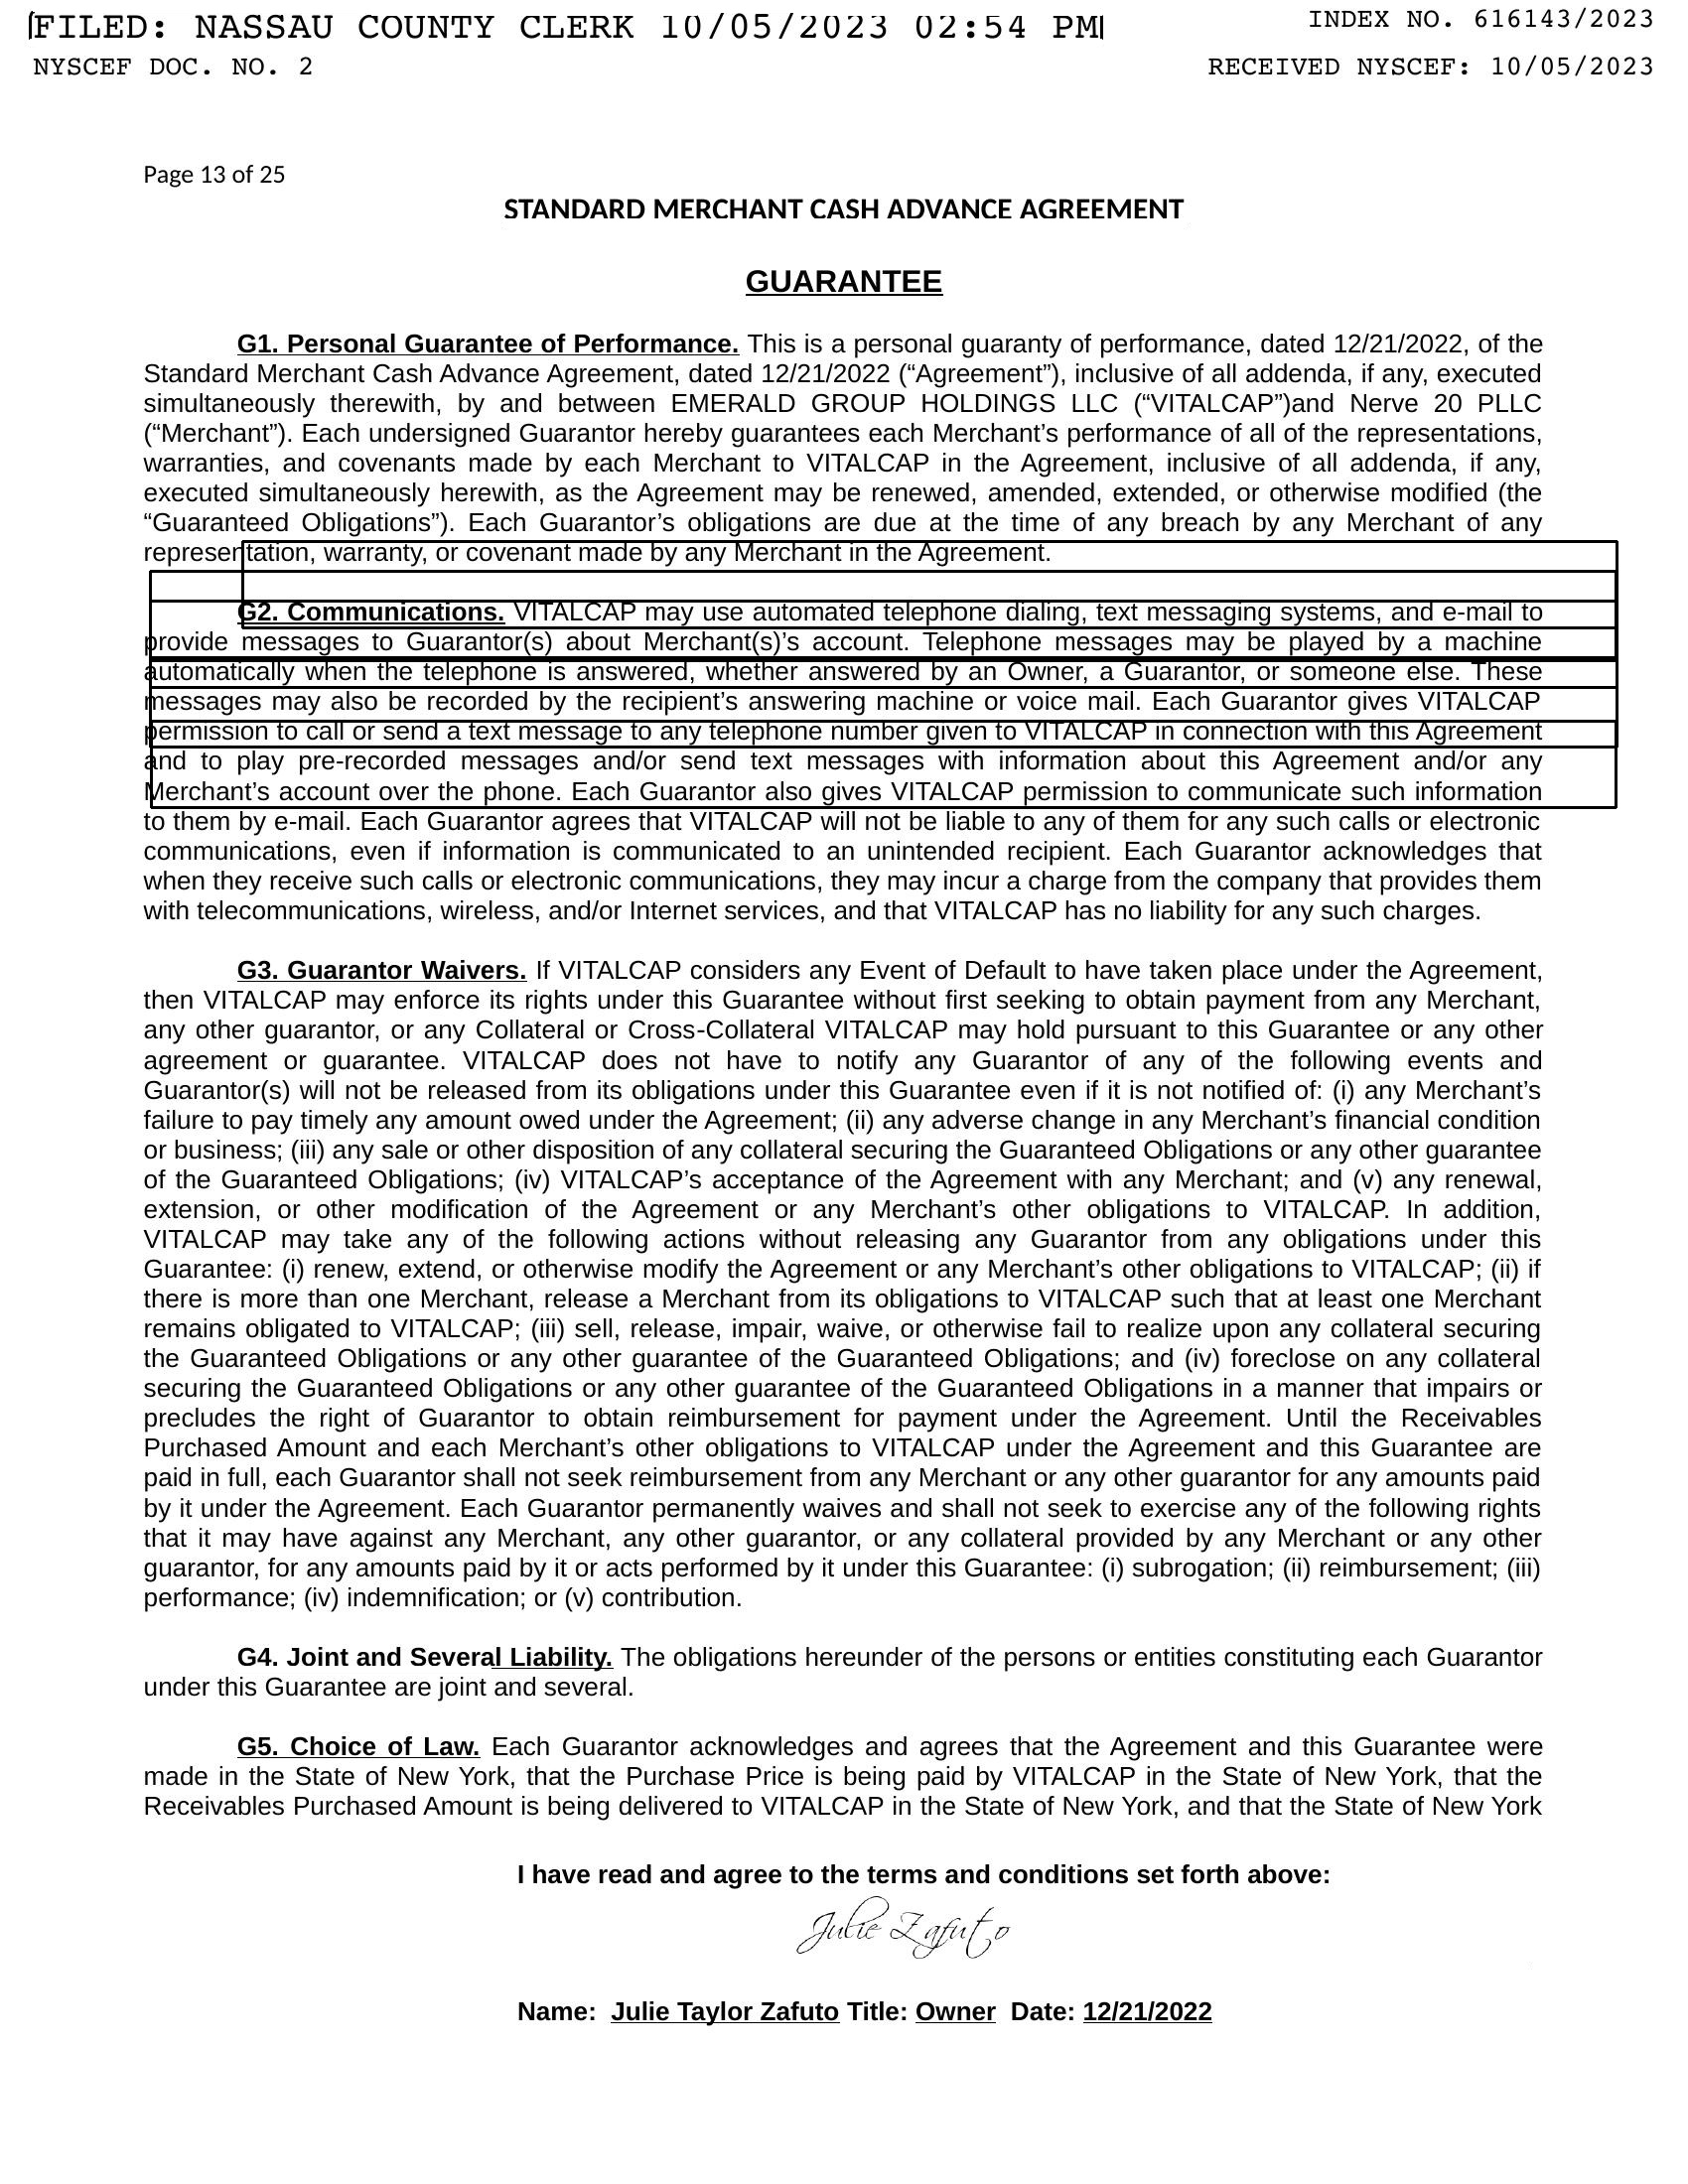 FILED: NASSAU COUNTY CLERK 10/05/2023 02:54 PM
INDEX NO. 616143/2023
NYSCEF DOC. NO. 2
RECEIVED NYSCEF: 10/05/2023
Page 13 of 25
STANDARD MERCHANT CASH ADVANCE AGREEMENT
GUARANTEE
G1. Personal Guarantee of Performance. This is a personal guaranty of performance, dated 12/21/2022, of the
Standard Merchant Cash Advance Agreement, dated 12/21/2022 (“Agreement”), inclusive of all addenda, if any, executed
simultaneously therewith, by and between EMERALD GROUP HOLDINGS LLC (“VITALCAP”)and Nerve 20 PLLC
(“Merchant”). Each undersigned Guarantor hereby guarantees each Merchant’s performance of all of the representations,
warranties, and covenants made by each Merchant to VITALCAP in the Agreement, inclusive of all addenda, if any,
executed simultaneously herewith, as the Agreement may be renewed, amended, extended, or otherwise modified (the
“Guaranteed Obligations”). Each Guarantor’s obligations are due at the time of any breach by any Merchant of any
representation, warranty, or covenant made by any Merchant in the Agreement.
G2. Communications. VITALCAP may use automated telephone dialing, text messaging systems, and e-mail to
provide messages to Guarantor(s) about Merchant(s)’s account. Telephone messages may be played by a machine
automatically when the telephone is answered, whether answered by an Owner, a Guarantor, or someone else. These
messages may also be recorded by the recipient’s answering machine or voice mail. Each Guarantor gives VITALCAP
permission to call or send a text message to any telephone number given to VITALCAP in connection with this Agreement
and to play pre-recorded messages and/or send text messages with information about this Agreement and/or any
Merchant’s account over the phone. Each Guarantor also gives VITALCAP permission to communicate such information
to them by e-mail. Each Guarantor agrees that VITALCAP will not be liable to any of them for any such calls or electronic
communications, even if information is communicated to an unintended recipient. Each Guarantor acknowledges that
when they receive such calls or electronic communications, they may incur a charge from the company that provides them
with telecommunications, wireless, and/or Internet services, and that VITALCAP has no liability for any such charges.
G3. Guarantor Waivers. If VITALCAP considers any Event of Default to have taken place under the Agreement,
then VITALCAP may enforce its rights under this Guarantee without first seeking to obtain payment from any Merchant,
any other guarantor, or any Collateral or Cross-Collateral VITALCAP may hold pursuant to this Guarantee or any other
agreement or guarantee. VITALCAP does not have to notify any Guarantor of any of the following events and
Guarantor(s) will not be released from its obligations under this Guarantee even if it is not notified of: (i) any Merchant’s
failure to pay timely any amount owed under the Agreement; (ii) any adverse change in any Merchant’s financial condition
or business; (iii) any sale or other disposition of any collateral securing the Guaranteed Obligations or any other guarantee
of the Guaranteed Obligations; (iv) VITALCAP’s acceptance of the Agreement with any Merchant; and (v) any renewal,
extension, or other modification of the Agreement or any Merchant’s other obligations to VITALCAP. In addition,
VITALCAP may take any of the following actions without releasing any Guarantor from any obligations under this
Guarantee: (i) renew, extend, or otherwise modify the Agreement or any Merchant’s other obligations to VITALCAP; (ii) if
there is more than one Merchant, release a Merchant from its obligations to VITALCAP such that at least one Merchant
remains obligated to VITALCAP; (iii) sell, release, impair, waive, or otherwise fail to realize upon any collateral securing
the Guaranteed Obligations or any other guarantee of the Guaranteed Obligations; and (iv) foreclose on any collateral
securing the Guaranteed Obligations or any other guarantee of the Guaranteed Obligations in a manner that impairs or
precludes the right of Guarantor to obtain reimbursement for payment under the Agreement. Until the Receivables
Purchased Amount and each Merchant’s other obligations to VITALCAP under the Agreement and this Guarantee are
paid in full, each Guarantor shall not seek reimbursement from any Merchant or any other guarantor for any amounts paid
by it under the Agreement. Each Guarantor permanently waives and shall not seek to exercise any of the following rights
that it may have against any Merchant, any other guarantor, or any collateral provided by any Merchant or any other
guarantor, for any amounts paid by it or acts performed by it under this Guarantee: (i) subrogation; (ii) reimbursement; (iii)
performance; (iv) indemnification; or (v) contribution.
G4. Joint and Several Liability. The obligations hereunder of the persons or entities constituting each Guarantor
under this Guarantee are joint and several.
G5. Choice of Law. Each Guarantor acknowledges and agrees that the Agreement and this Guarantee were
made in the State of New York, that the Purchase Price is being paid by VITALCAP in the State of New York, that the
Receivables Purchased Amount is being delivered to VITALCAP in the State of New York, and that the State of New York
I have read and agree to the terms and conditions set forth above:
Julie Zafuto
Name: Julie Taylor Zafuto Title: Owner Date: 12/21/2022